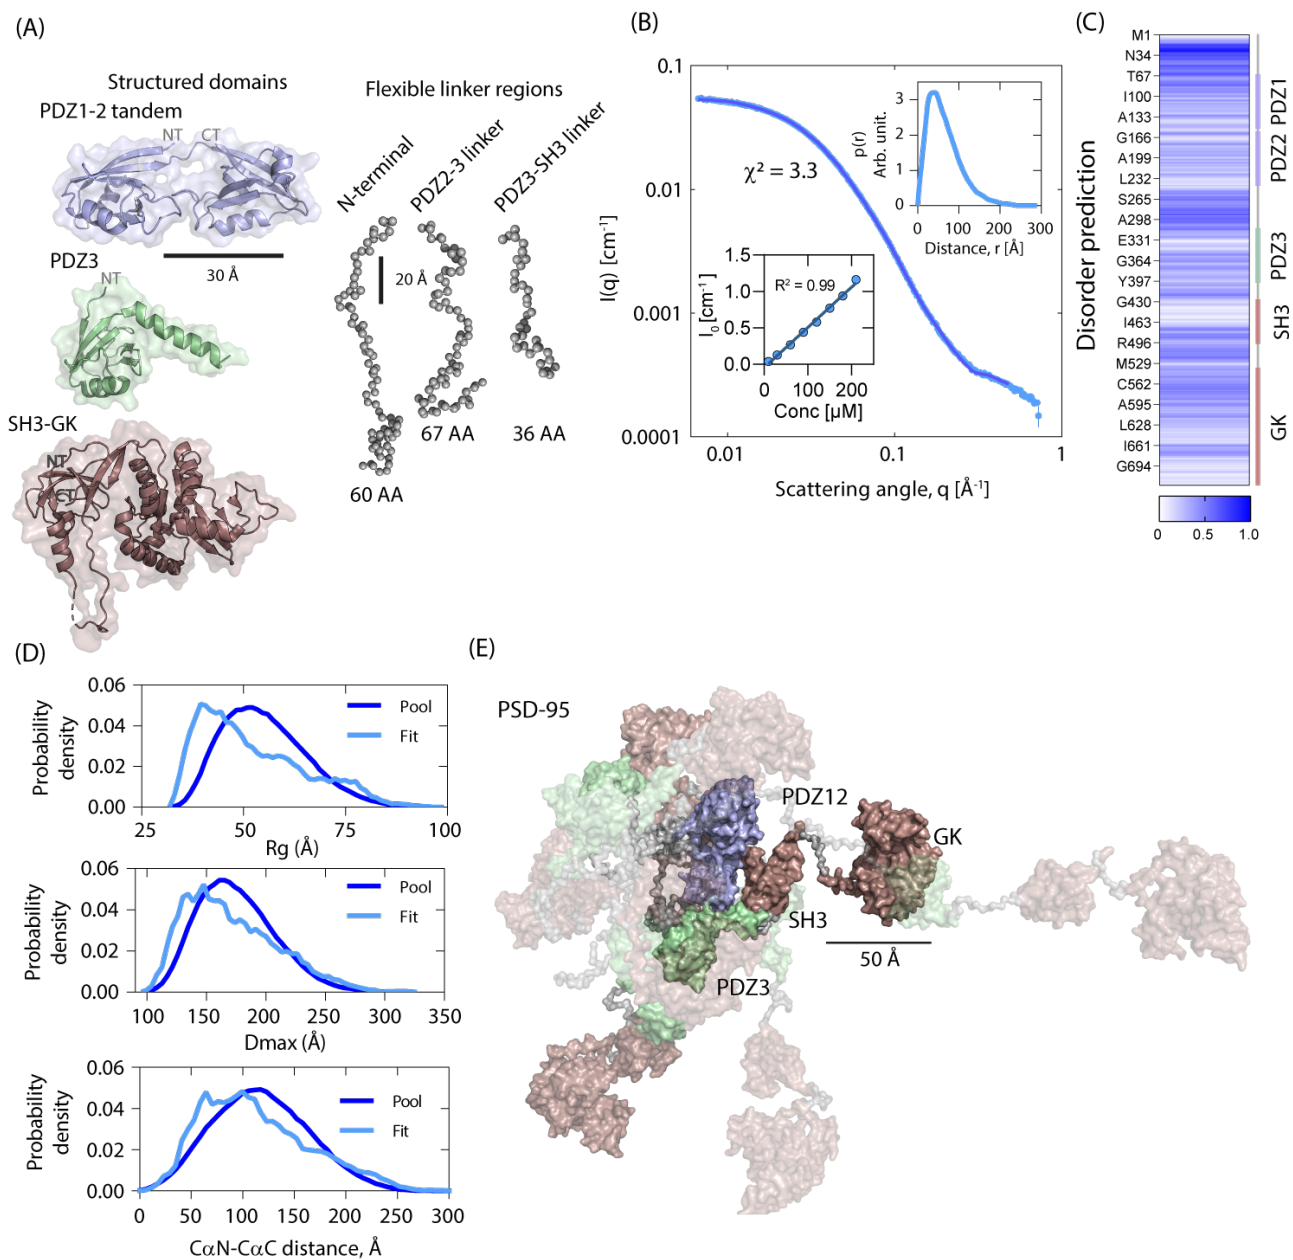 (A)
Structured domains
PDZ1-2 tandem
NT CT
30 Å
PDZ3
NT
SH3-GK
NT
CT
Flexible linker regions
N-terminal
PDZ2-3 linker
PDZ3-SH3 linker
20 Å
60 AA
67 AA
36 AA
(B)
I(q) [cm⁻¹]
0.1
0.01
0.001
0.0001
0.01
0.1
1
Scattering angle, q [Å⁻¹]
χ² = 3.3
p(r)
Arb. unit.
3
2
1
0
0 100 200 300
Distance, r [Å]
I₀ [cm⁻¹]
1.5
1.0
0.5
0.0
R² = 0.99
0 100 200
Conc [µM]
(C)
Disorder prediction
M1
N34
T67
I100
A133
G166
A199
L232
S265
A298
E331
G364
Y397
G430
I463
R496
M529
C562
A595
L628
I661
G694
PDZ1
PDZ2
PDZ3
SH3
GK
0 0.5 1.0
(D)
Probability
density
0.06
0.04
0.02
0.00
Pool
Fit
25 50 75 100
Rg (Å)
Probability
density
0.06
0.04
0.02
0.00
Pool
Fit
100 150 200 250 300 350
Dmax (Å)
Probability
density
0.06
0.04
0.02
0.00
Pool
Fit
0 50 100 150 200 250 300
CαN-CαC distance, Å
(E)
PSD-95
PDZ12
GK
SH3
PDZ3
50 Å